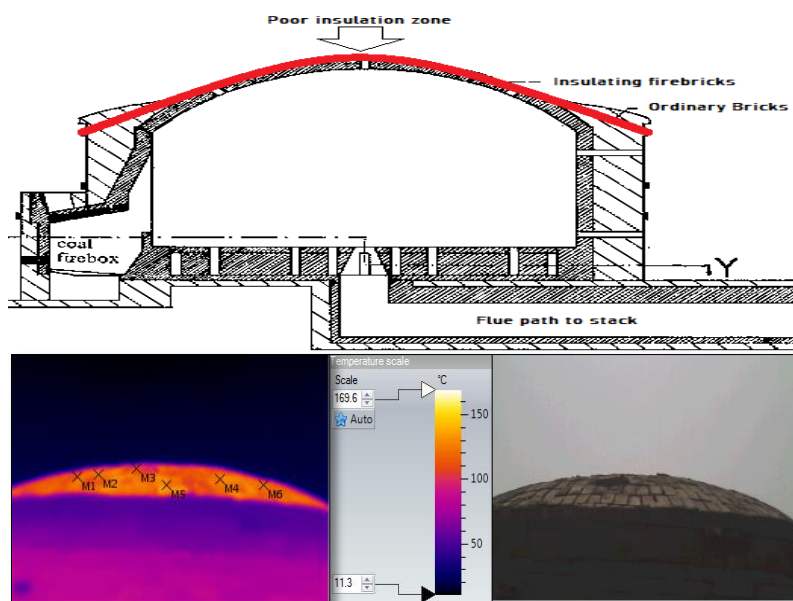 Poor insulation zone
Insulating firebricks
Ordinary Bricks
coal
firebox
Y
Flue path to stack
Temperature scale
Scale
°C
169.6
Auto
150
100
50
11.3
M1
M2
M3
M5
M4
M6